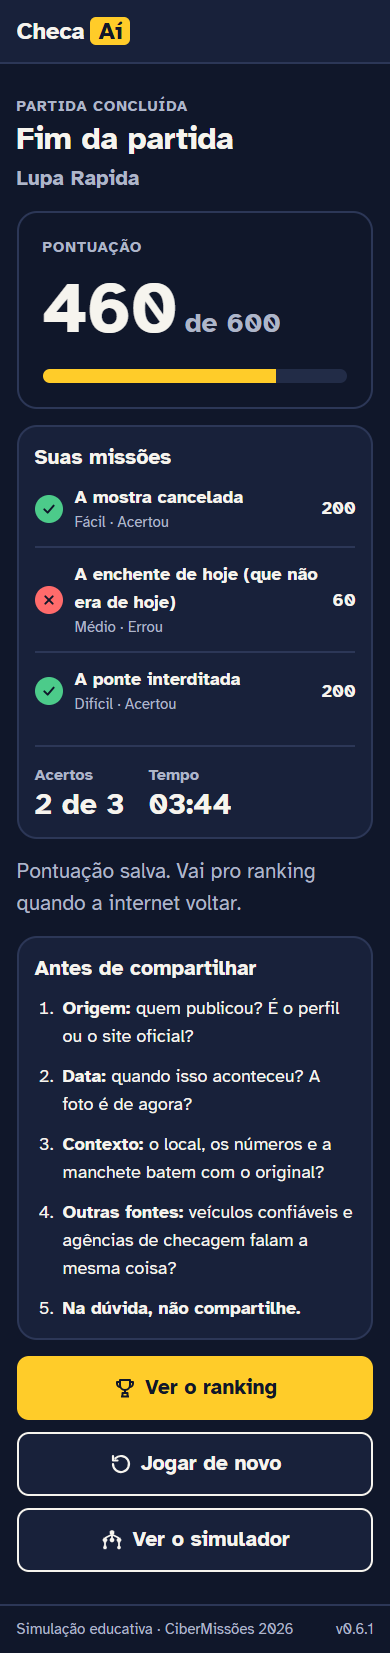 Checa Aí
PARTIDA CONCLUÍDA
Fim da partida
Lupa Rapida
PONTUAÇÃO
460 de 600
Suas missões
A mostra cancelada
Fácil · Acertou
200
A enchente de hoje (que não
era de hoje)
Médio · Errou
60
A ponte interditada
Difícil · Acertou
200
Acertos
2 de 3
Tempo
03:44
Pontuação salva. Vai pro ranking
quando a internet voltar.
Antes de compartilhar
1. Origem: quem publicou? É o perfil
ou o site oficial?
2. Data: quando isso aconteceu? A
foto é de agora?
3. Contexto: o local, os números e a
manchete batem com o original?
4. Outras fontes: veículos confiáveis e
agências de checagem falam a
mesma coisa?
5. Na dúvida, não compartilhe.
Ver o ranking
Jogar de novo
Ver o simulador
Simulação educativa · CiberMissões 2026
v0.6.1